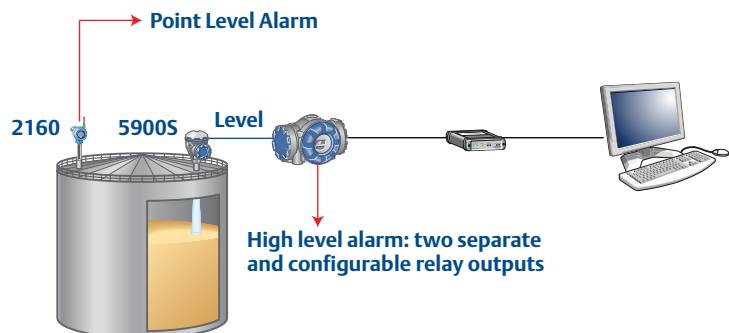 Point Level Alarm
2160
5900S
Level
High level alarm: two separate
and configurable relay outputs